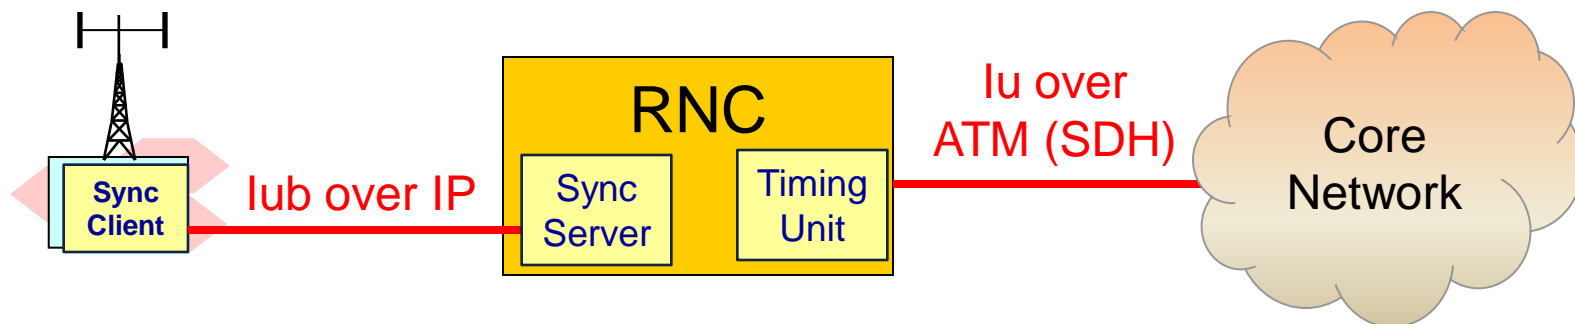 Sync
Client
Iub over IP
RNC
Sync
Server
Timing
Unit
Iu over
ATM (SDH)
Core
Network